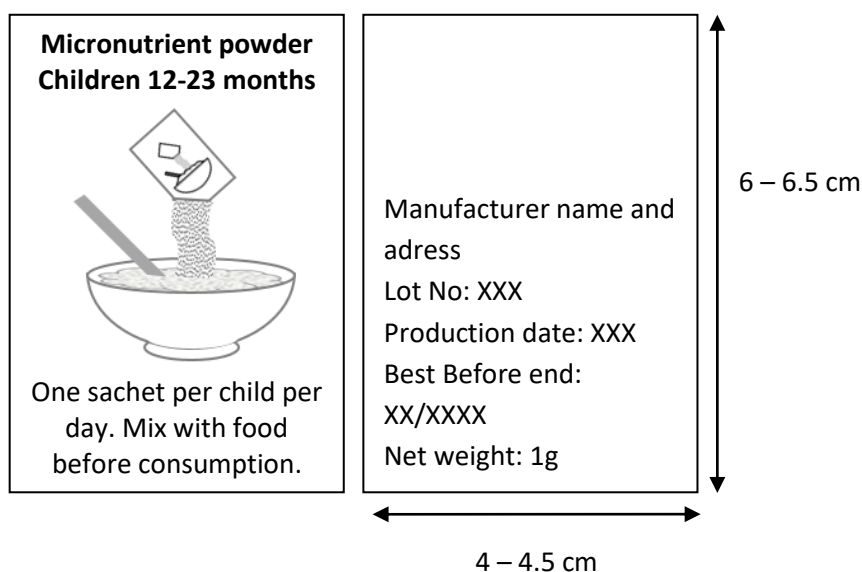 Micronutrient powder
Children 12-23 months
One sachet per child per
day. Mix with food
before consumption.
Manufacturer name and
adress
Lot No: XXX
Production date: XXX
Best Before end:
XX/XXXX
Net weight: 1g
6 – 6.5 cm
4 – 4.5 cm